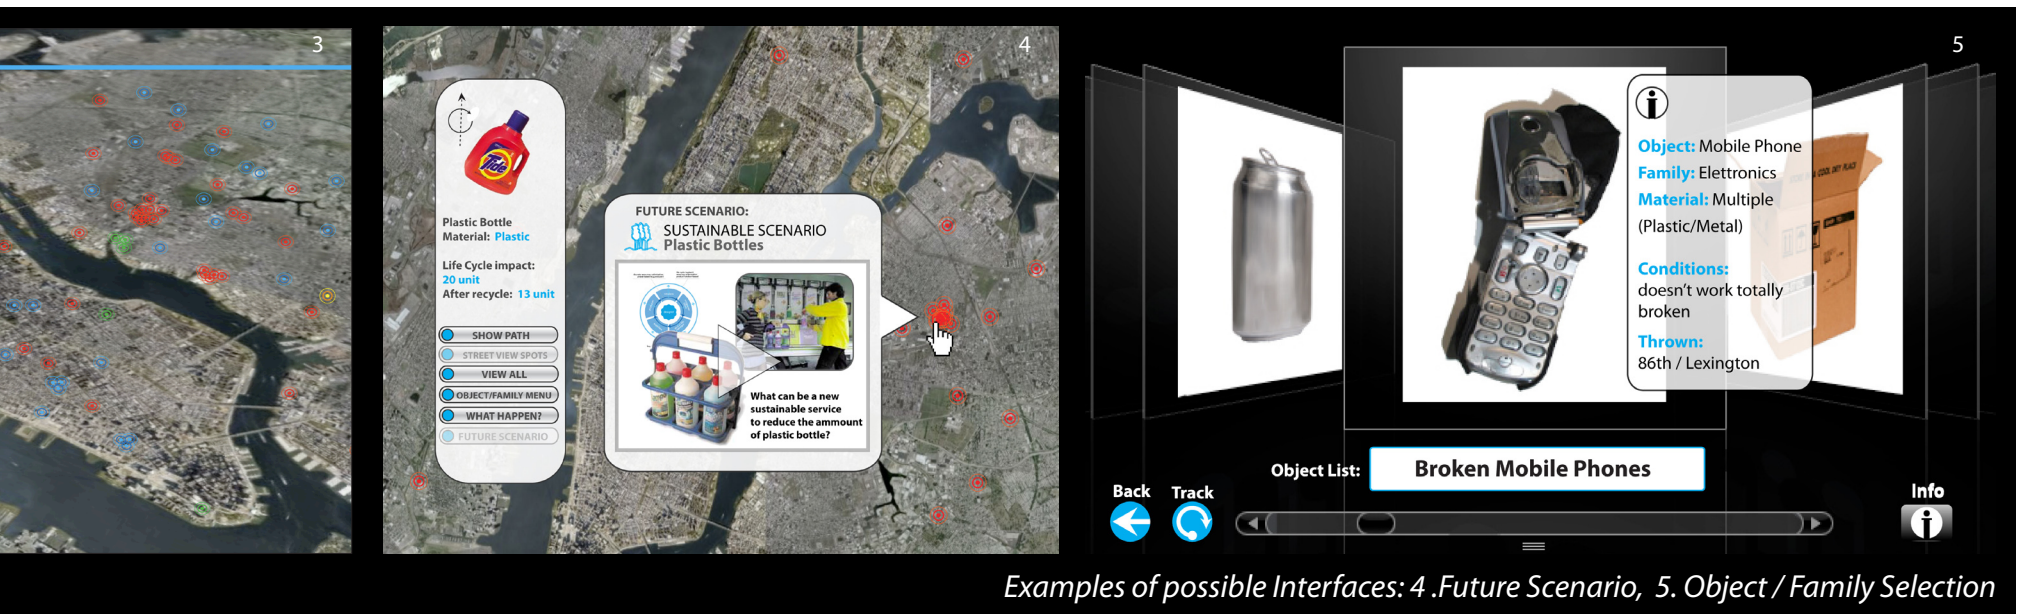 3
4
5
Tide
Plastic Bottle
Material: Plastic
Life Cycle impact:
20 unit
After recycle: 13 unit
SHOW PATH
STREET VIEW SPOTS
VIEW ALL
OBJECT/FAMILY MENU
WHAT HAPPEN?
FUTURE SCENARIO
FUTURE SCENARIO:
SUSTAINABLE SCENARIO
Plastic Bottles
What can be a new
sustainable service
to reduce the ammount
of plastic bottle?
Object: Mobile Phone
Family: Elettronics
Material: Multiple
(Plastic/Metal)
Conditions:
doesn't work totally
broken
Thrown:
86th / Lexington
COOL DRY PLACE
Object List:
Broken Mobile Phones
Back
Track
Info
Examples of possible Interfaces: 4 .Future Scenario, 5. Object / Family Selection